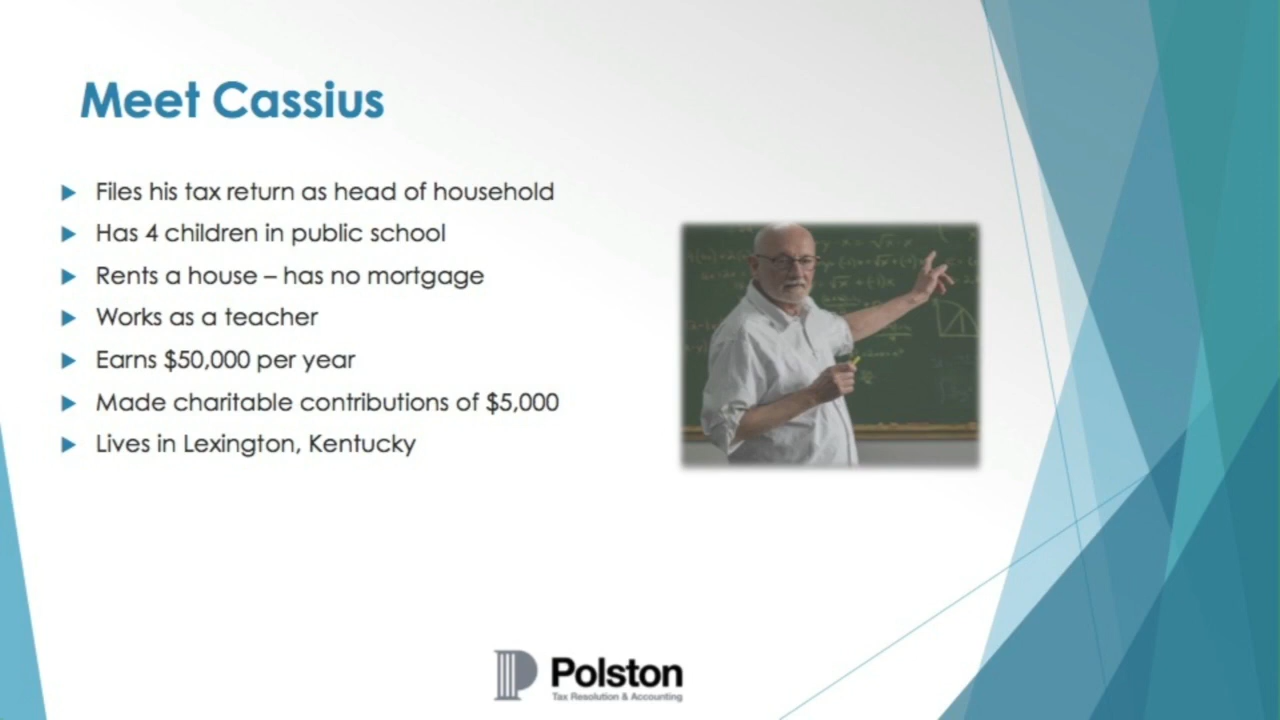 Meet Cassius
Files his tax return as head of household
Has 4 children in public school
Rents a house – has no mortgage
Works as a teacher
Earns $50,000 per year
Made charitable contributions of $5,000
Lives in Lexington, Kentucky
Polston
Tax Resolution & Accounting